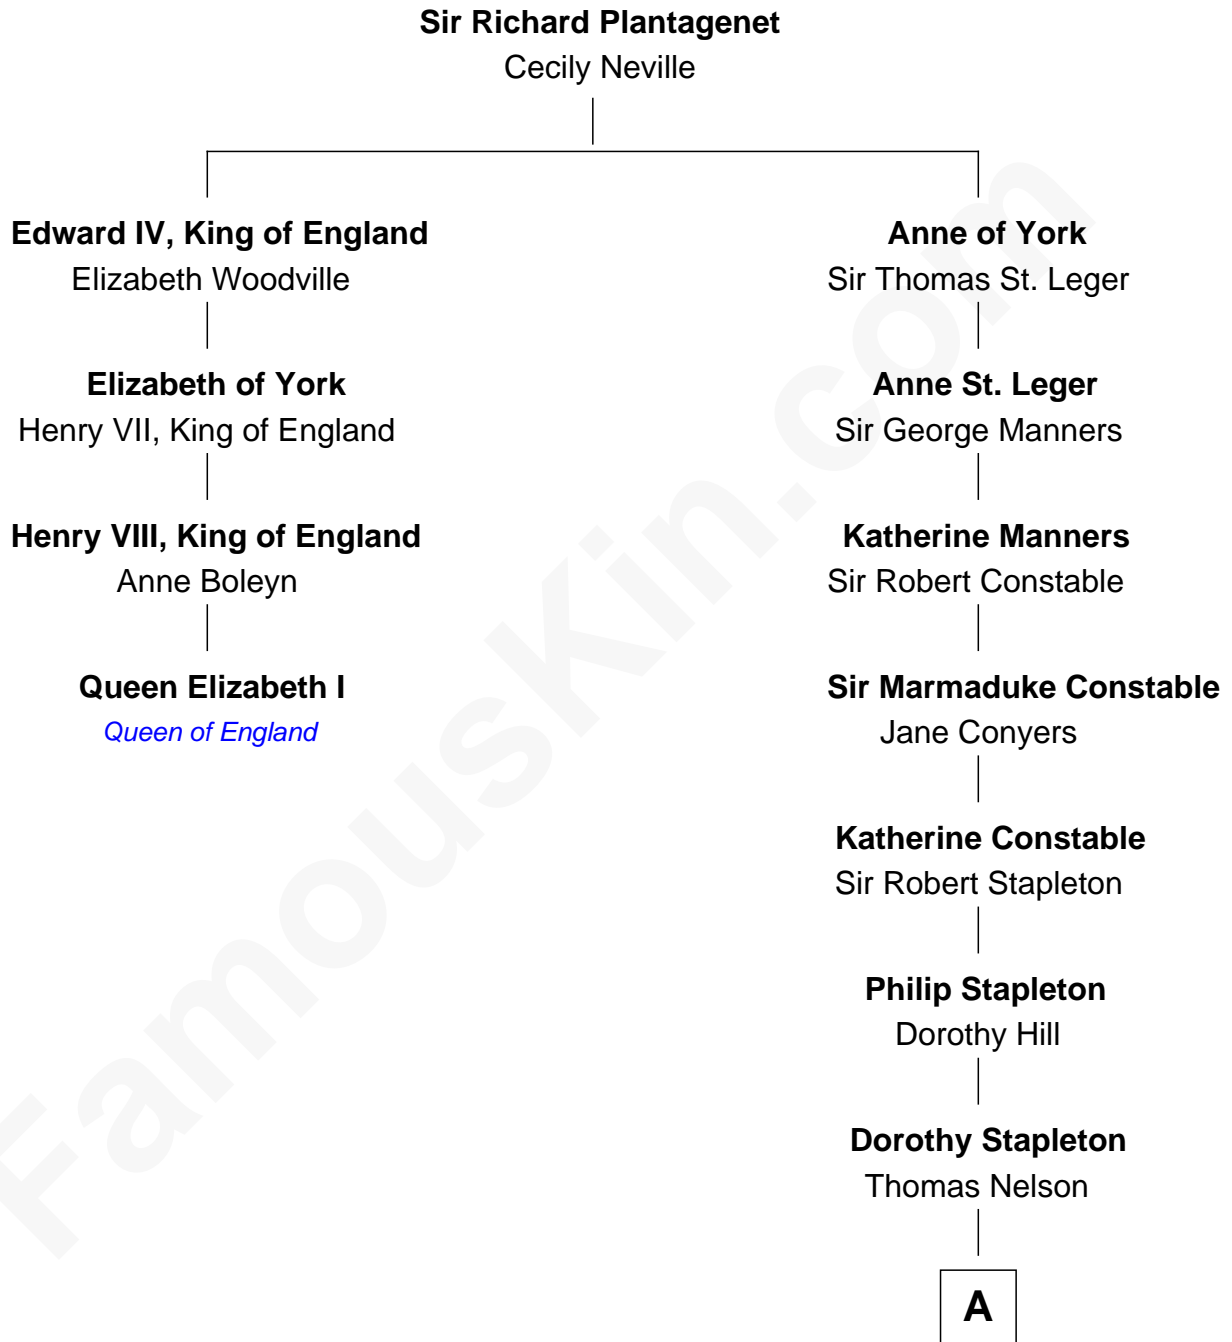 Sir Richard Plantagenet
Cecily Neville
Edward IV, King of England
Elizabeth Woodville
Elizabeth of York
Henry VII, King of England
Henry VIII, King of England
Anne Boleyn
Queen Elizabeth I
Queen of England
Anne of York
Sir Thomas St. Leger
Anne St. Leger
Sir George Manners
Katherine Manners
Sir Robert Constable
Sir Marmaduke Constable
Jane Conyers
Katherine Constable
Sir Robert Stapleton
Philip Stapleton
Dorothy Hill
Dorothy Stapleton
Thomas Nelson
A
FamousKin.com